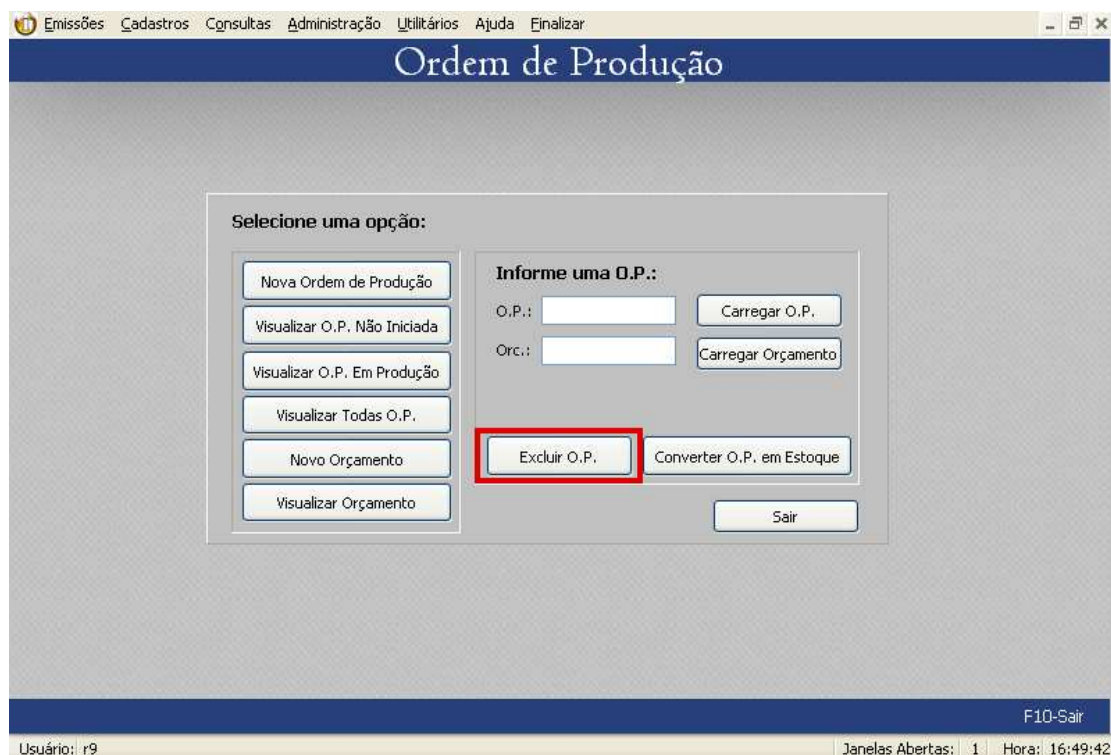 Emissões Cadastros Consultas Administração Utilitários Ajuda Finalizar
Ordem de Produção
Selecione uma opção:
Nova Ordem de Produção
Visualizar O.P. Não Iniciada
Visualizar O.P. Em Produção
Visualizar Todas O.P.
Novo Orçamento
Visualizar Orçamento
Informe uma O.P.:
O.P.: Carregar O.P.
Orc.: Carregar Orçamento
Excluir O.P. Converter O.P. em Estoque
Sair
F10-Sair
Usuário: r9 Janelas Abertas: 1 Hora: 16:49:42